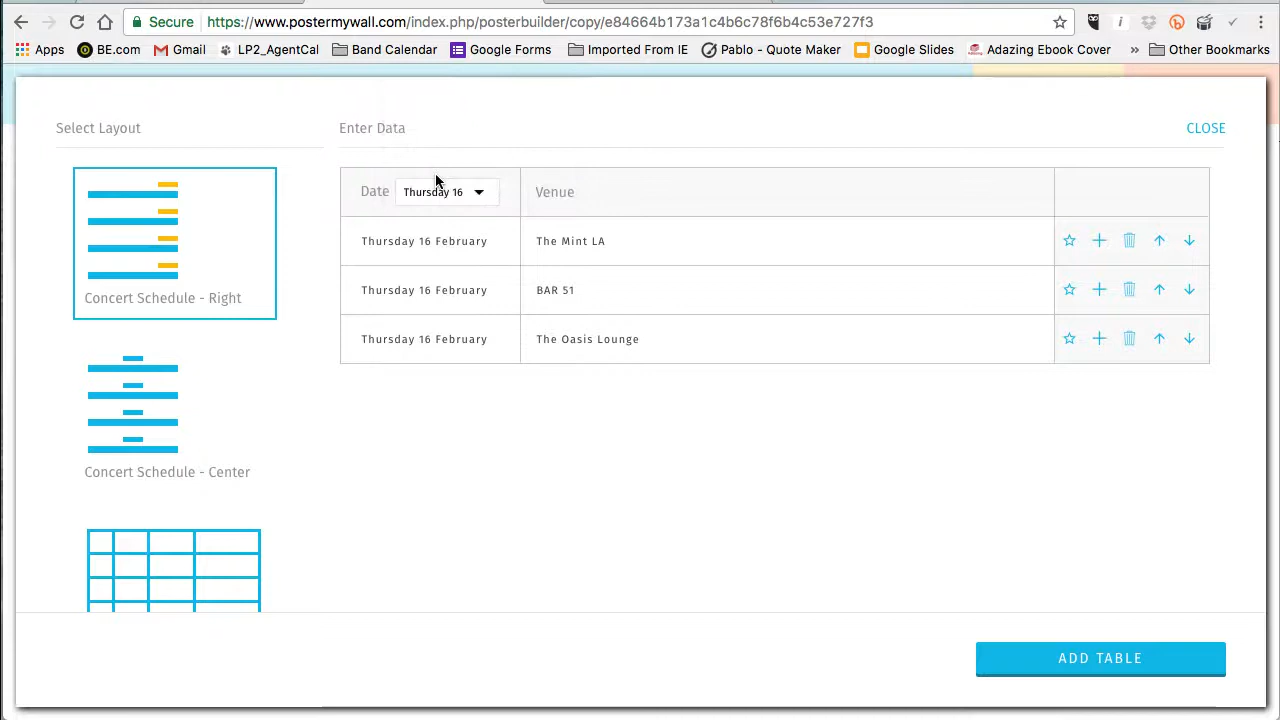 Secure https://www.postermywall.com/index.php/posterbuilder/copy/e84664b173a1c4b6c78f6b4c53e727f3
Apps BE.com Gmail LP2_AgentCal Band Calendar Google Forms Imported From IE Pablo - Quote Maker Google Slides Adazing Ebook Cover » Other Bookmarks
Select Layout Enter Data CLOSE
Date Thursday 16 Venue
Thursday 16 February The Mint LA
Thursday 16 February BAR 51
Thursday 16 February The Oasis Lounge
Concert Schedule - Right
Concert Schedule - Center
ADD TABLE